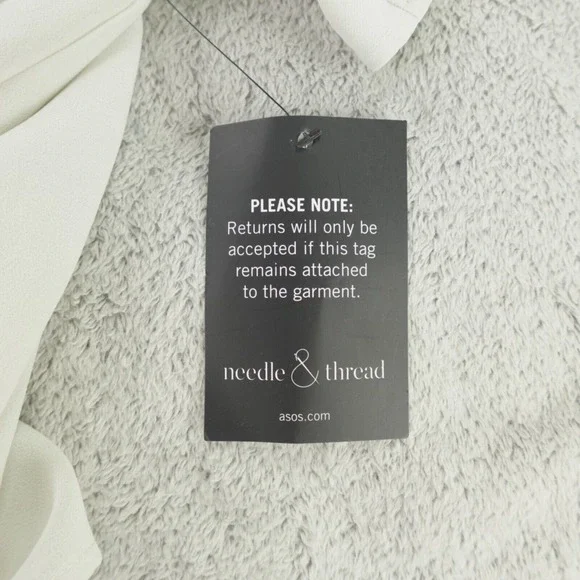 PLEASE NOTE:
Returns will only be
accepted if this tag
remains attached
to the garment.
needle & thread
asos.com